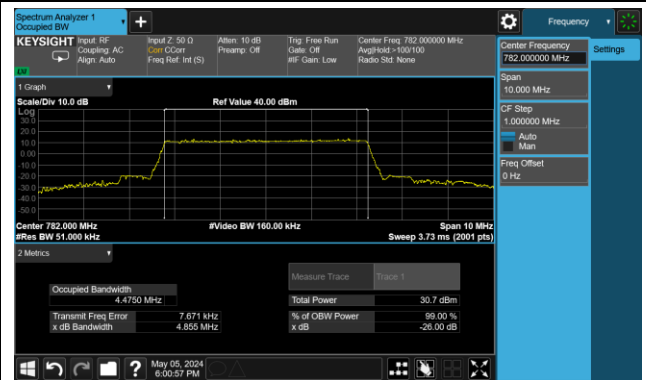 Spectrum Analyzer 1
Occupied BW
Frequency
KEYSIGHT
Input: RF
Coupling: AC
Align: Auto
Input Z: 50 Ω
Corr CCorr
Freq Ref: Int (S)
Atten: 10 dB
Preamp: Off
Trig: Free Run
Gate: Off
#IF Gain: Low
Center Freq: 782.000000 MHz
Avg|Hold:>100/100
Radio Std: None
Center Frequency
782.000000 MHz
Settings
Span
10.000 MHz
CF Step
1.000000 MHz
Auto
Man
Freq Offset
0 Hz
1 Graph
Scale/Div 10.0 dB
Ref Value 40.00 dBm
Log
30.0
20.0
10.0
0.00
-10.0
-20.0
-30.0
-40.0
-50.0
Center 782.000 MHz
#Video BW 160.00 kHz
Span 10 MHz
#Res BW 51.000 kHz
Sweep 3.73 ms (2001 pts)
2 Metrics
Measure Trace
Trace 1
Occupied Bandwidth
4.4750 MHz
Total Power
30.7 dBm
Transmit Freq Error
7.671 kHz
% of OBW Power
99.00 %
x dB Bandwidth
4.855 MHz
x dB
-26.00 dB
?
May 05, 2024
6:00:57 PM